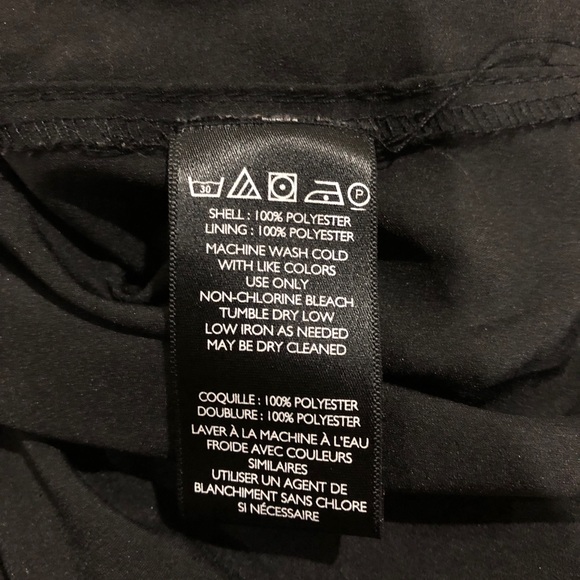 30 P
SHELL : 100% POLYESTER
LINING : 100% POLYESTER
MACHINE WASH COLD
WITH LIKE COLORS
USE ONLY
NON-CHLORINE BLEACH
TUMBLE DRY LOW
LOW IRON AS NEEDED
MAY BE DRY CLEANED
COQUILLE : 100% POLYESTER
DOUBLURE : 100% POLYESTER
LAVER À LA MACHINE À L'EAU
FROIDE AVEC COULEURS
SIMILAIRES
UTILISER UN AGENT DE
BLANCHIMENT SANS CHLORE
SI NÉCESSAIRE